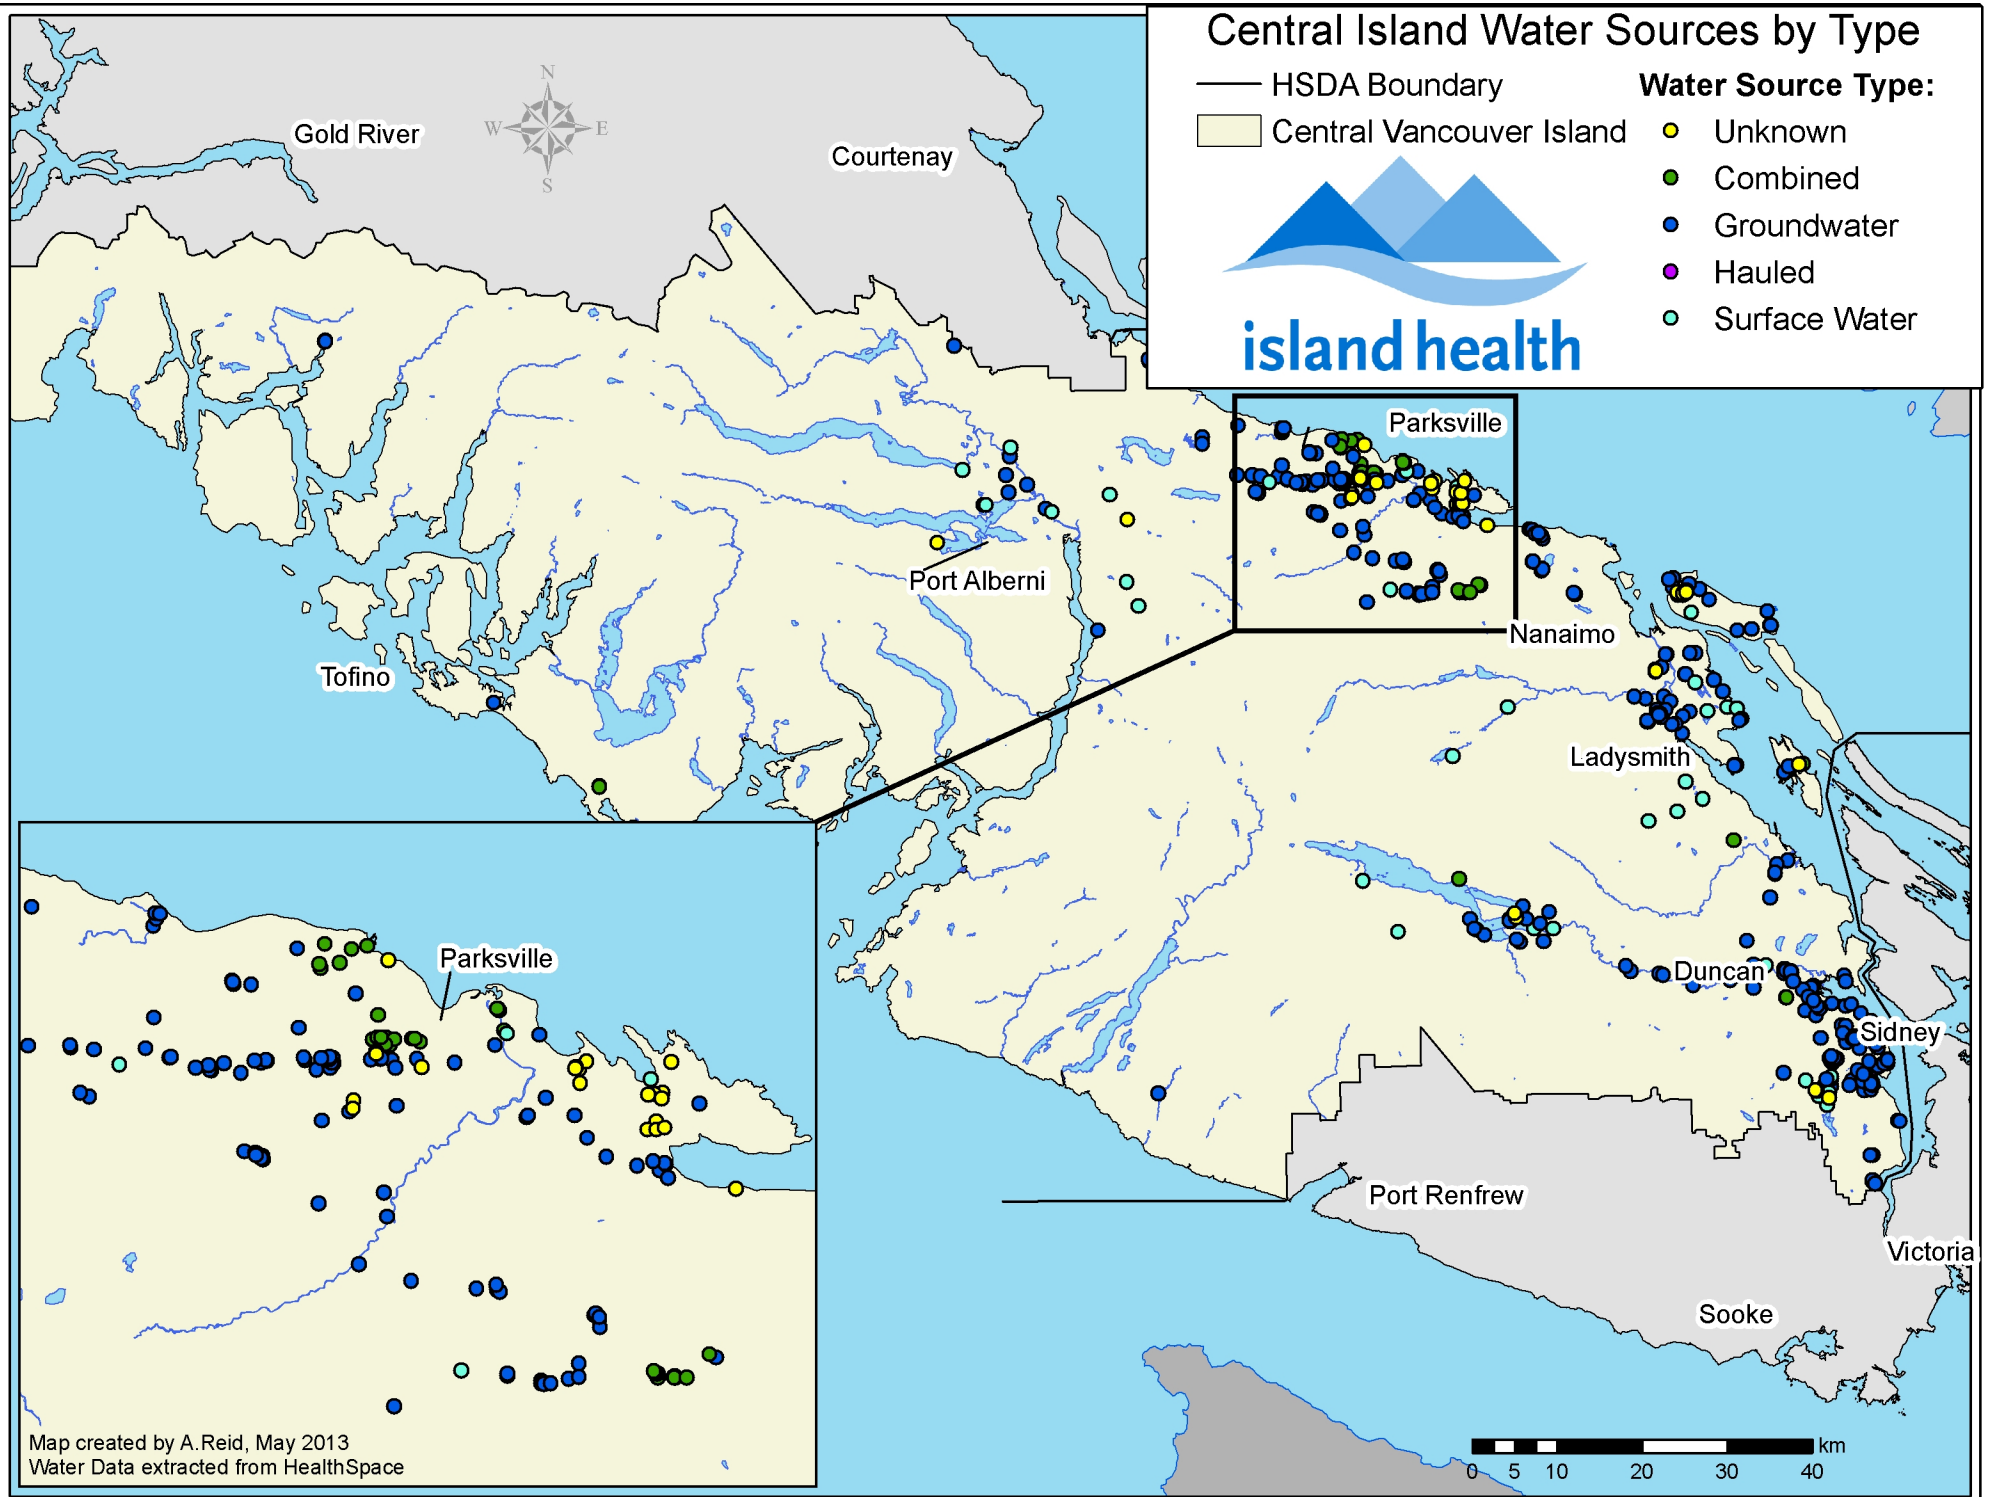 Central Island Water Sources by Type
HSDA Boundary
Central Vancouver Island
Water Source Type:
Unknown
Combined
Groundwater
Hauled
Surface Water
island health
N
W E
S
Gold River
Courtenay
Parksville
Port Alberni
Nanaimo
Tofino
Ladysmith
Duncan
Sidney
Port Renfrew
Victoria
Sooke
Parksville
Map created by A.Reid, May 2013
Water Data extracted from HealthSpace
km
0 5 10 20 30 40